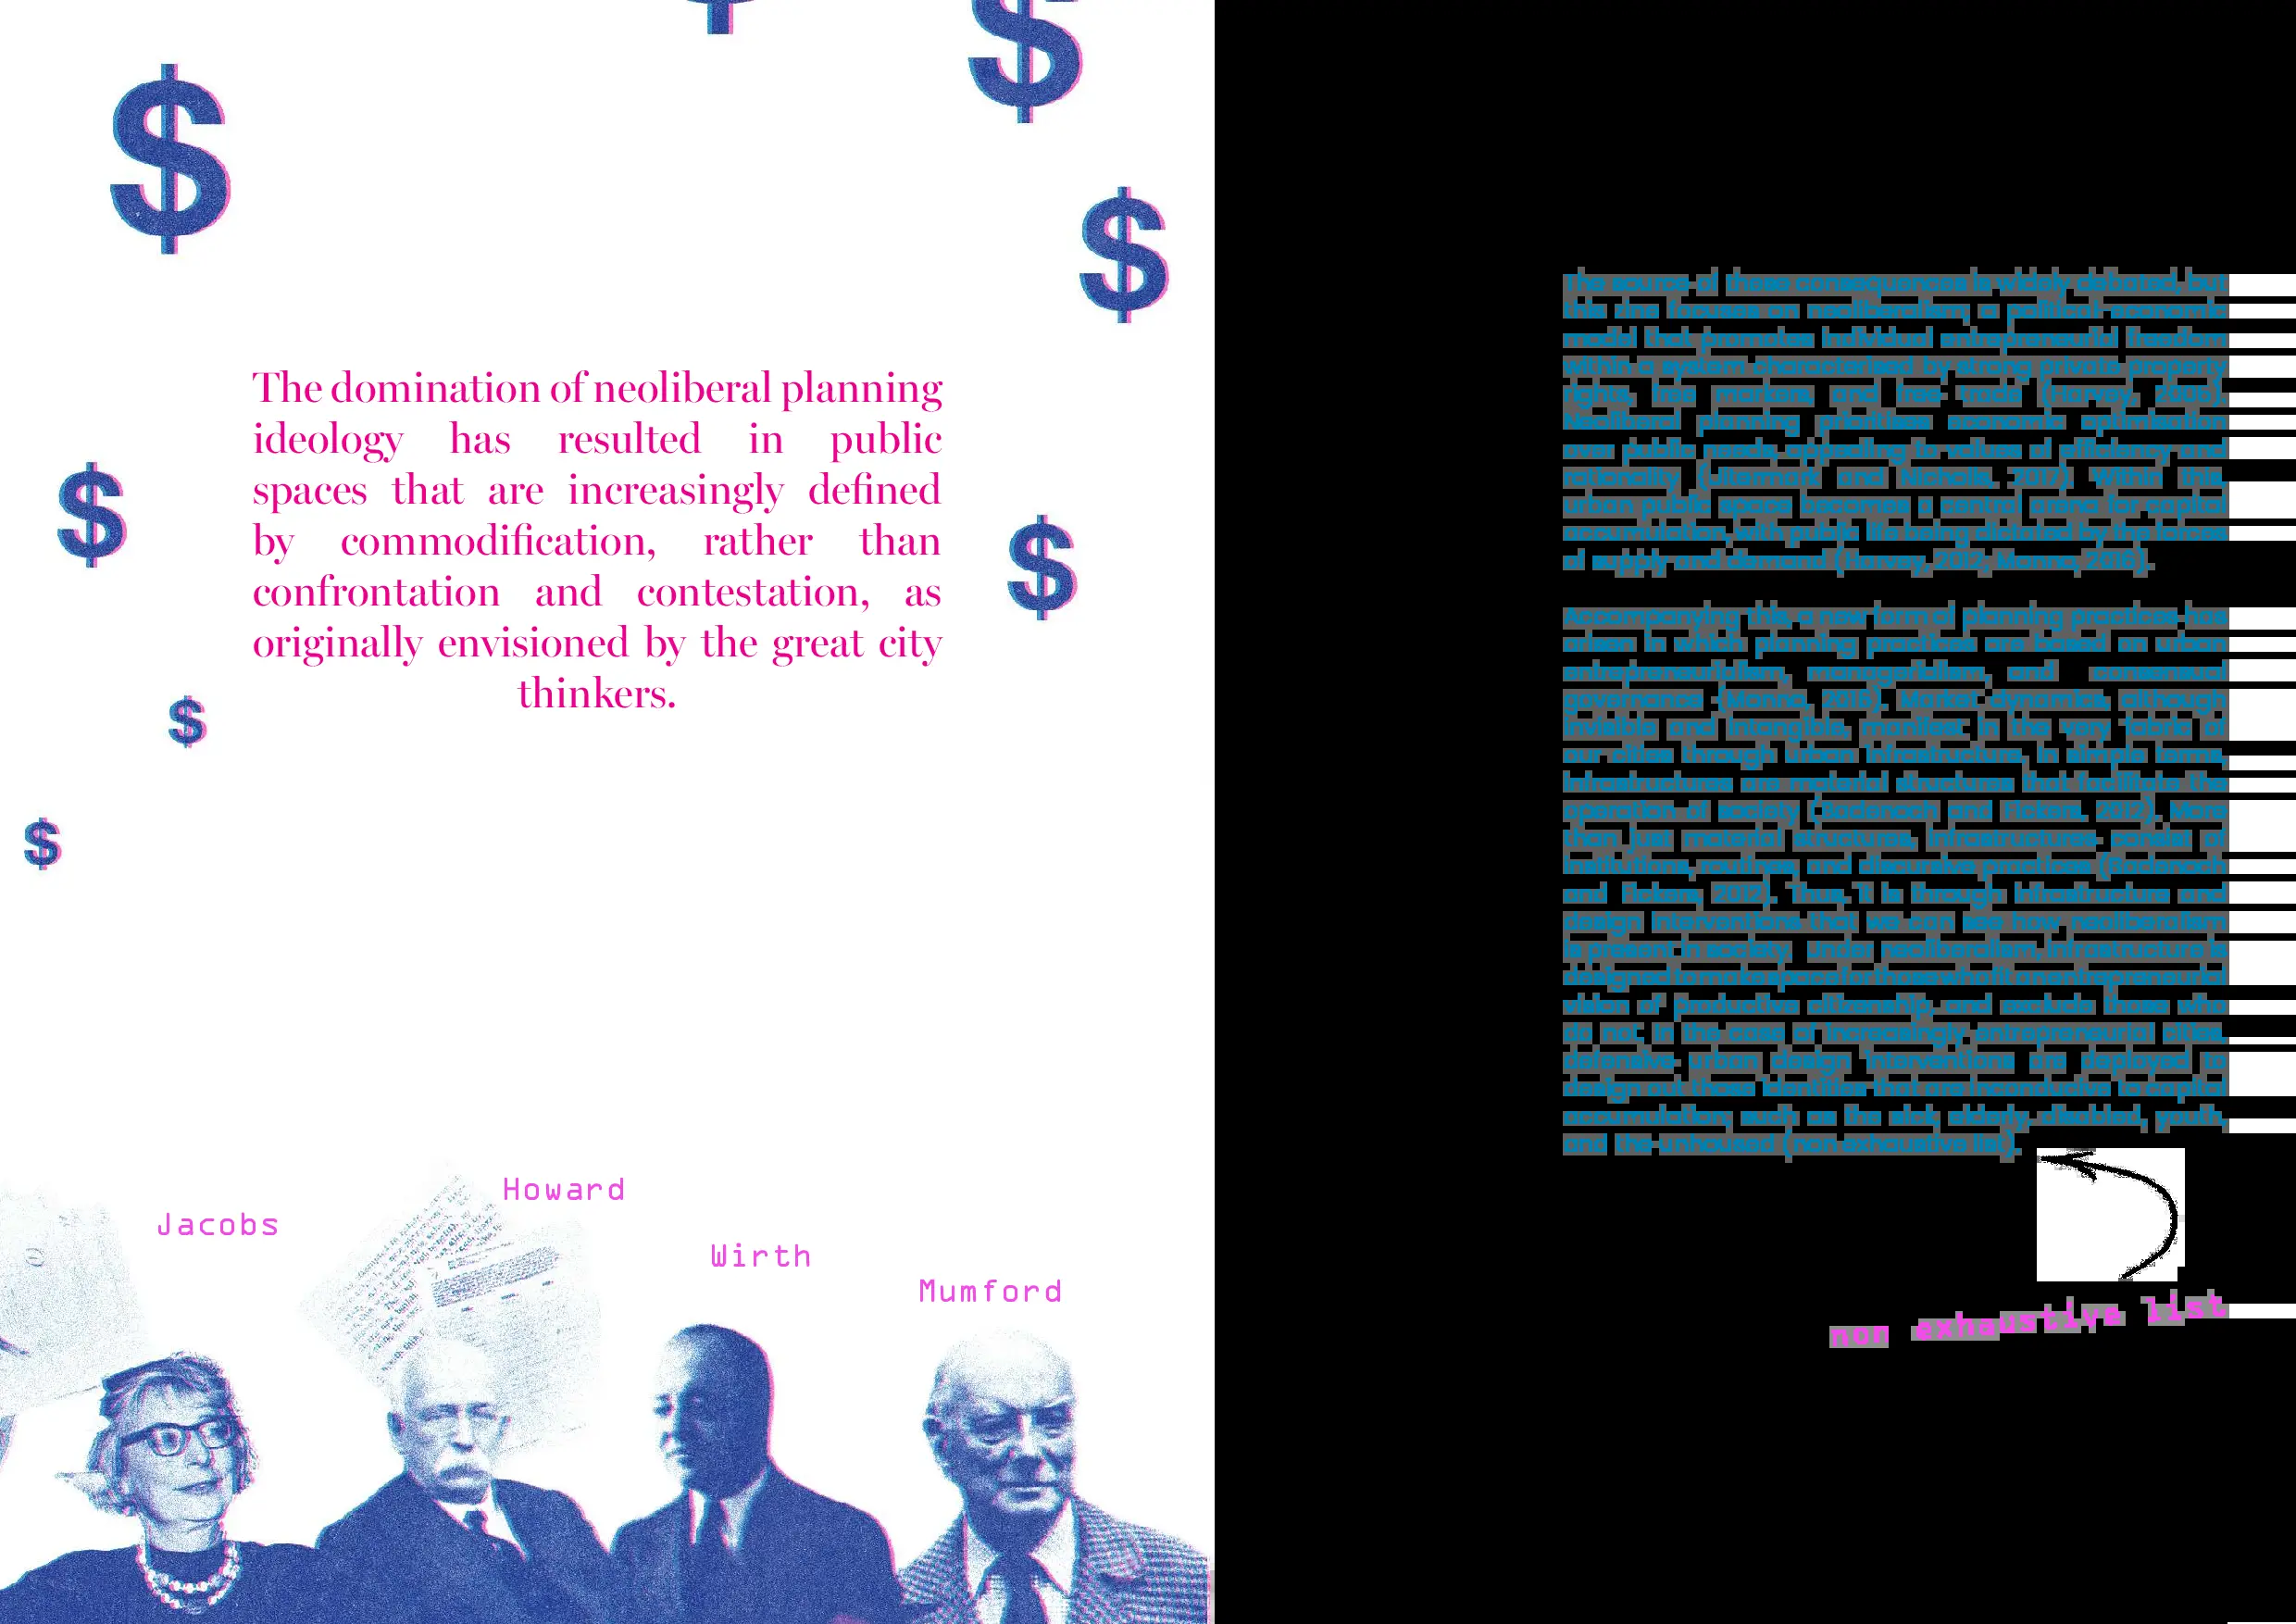 $
$
$
$
The domination of neoliberal planning
ideology has resulted in public
spaces that are increasingly defined
by commodification, rather than
confrontation and contestation, as
originally envisioned by the great city
thinkers.
$
$
$
$
Howard
Jacobs
Wirth
Mumford
The source of these consequences is widely debated, but
this zine focuses on neoliberalism, a political-economic
model that promotes individual entrepreneurial freedom
within a system characterised by strong private property
rights, free markets, and free trade (Harvey,
Neoliberal planning prioritises economic optimisation
over public needs, appealing to values of efficiency and
rationality (Uitermark and Nicholls, 2017). Within this,
urban public space becomes a central arena for capital
accumulation, with public life being dictated by the forces
of supply and demand (Harvey, 2012; Manna,
Accompanying this, a new form of planning practices has
arisen in which planning practices are based on urban
entrepreneurialism, managerialism, and consensual
governance (Manna, Market dynamics, although
invisible and intangible, manifest in the very fabric of
our cities through urban infrastructure. In simple terms,
infrastructures are material structures that facilitate the
operation of society (Badenoch and Fickers, 2012). More
than just material structures, infrastructures consist of
institutions, routines, and discursive practices (Badenoch
and Fickers, 2012). Thus, it is through infrastructure and
design interventions that we can see how neoliberalism
is present in society. Under neoliberalism, infrastructure is
designed to make space for those who fit an entrepreneurial
vision of productive citizenship, and exclude those who
do not. In the case of increasingly entrepreneurial cities,
defensive urban design interventions are deployed to
design out those identities that are inconducive to capital
accumulation; such as the sick, elderly, disabled, youth,
and the unhoused (non exhaustive list).
non exhaustive list